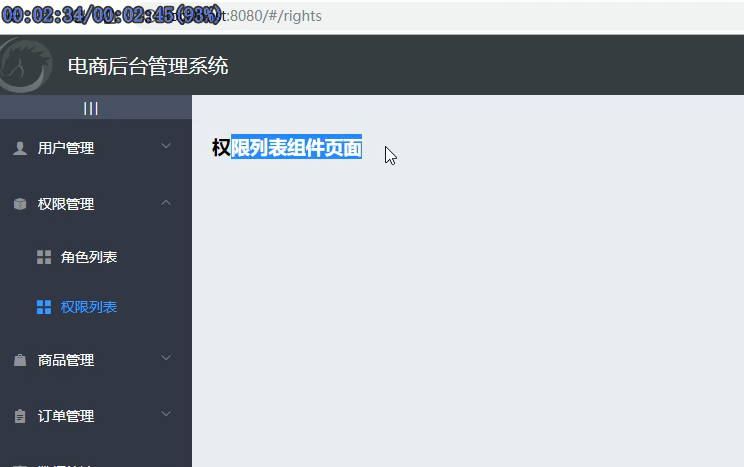 00:02:34/00:02:45(93%)
:8080/#/rights
电商后台管理系统
|||
用户管理
权限列表组件页面
权限管理
角色列表
权限列表
商品管理
订单管理